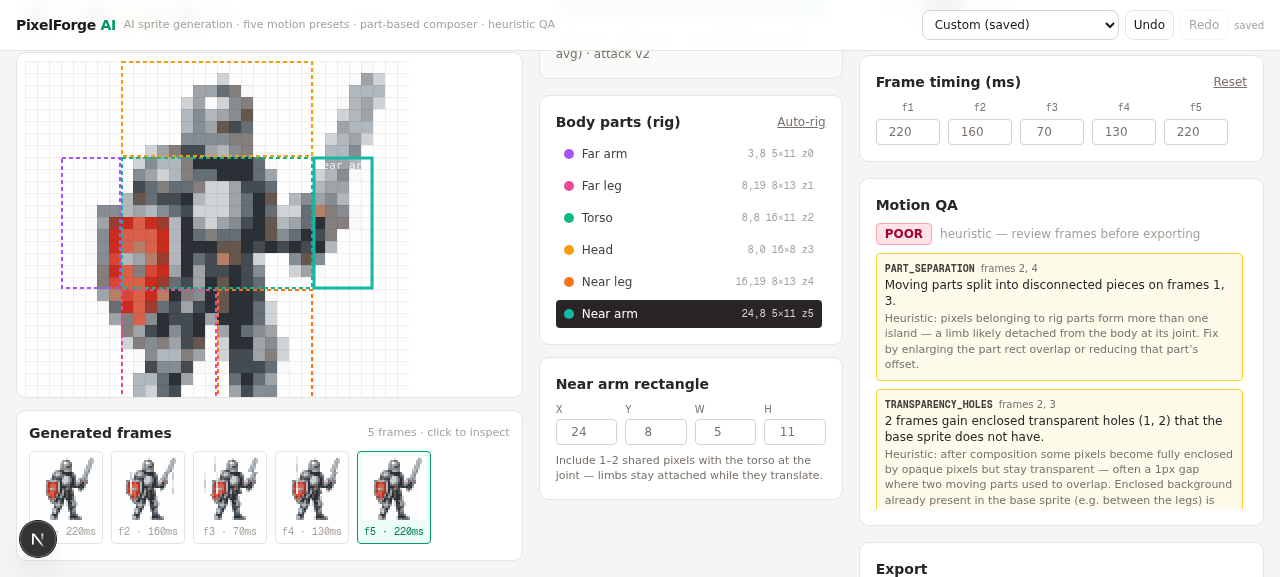 PixelForge AI
AI sprite generation · five motion presets · part-based composer · heuristic QA
Custom (saved)
Undo
Redo
saved
avg) · attack v2
Generated frames
5 frames · click to inspect
220ms
f2 · 160ms
f3 · 70ms
f4 · 130ms
f5 · 220ms
N
Body parts (rig)
Auto-rig
Far arm
3,8 5×11 z0
Far leg
8,19 8×13 z1
Torso
8,8 16×11 z2
Head
8,0 16×8 z3
Near leg
16,19 8×13 z4
Near arm
24,8 5×11 z5
Near arm rectangle
X Y W H
24 8 5 11
Include 1–2 shared pixels with the torso at the
joint — limbs stay attached while they translate.
Frame timing (ms)
Reset
f1 f2 f3 f4 f5
220 160 70 130 220
Motion QA
POOR
heuristic — review frames before exporting
PART_SEPARATION frames 2, 4
Moving parts split into disconnected pieces on frames 1,
3.
Heuristic: pixels belonging to rig parts form more than one
island — a limb likely detached from the body at its joint. Fix
by enlarging the part rect overlap or reducing that part's
offset.
TRANSPARENCY_HOLES frames 2, 3
2 frames gain enclosed transparent holes (1, 2) that the
base sprite does not have.
Heuristic: after composition some pixels become fully enclosed
by opaque pixels but stay transparent — often a 1px gap
where two moving parts used to overlap. Enclosed background
already present in the base sprite (e.g. between the legs) is
Export